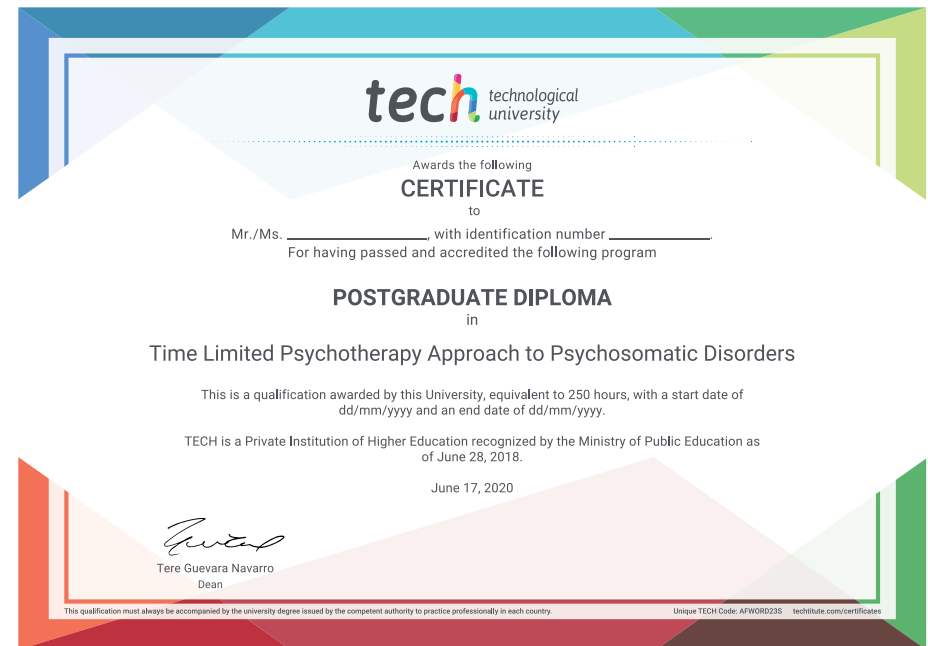 tech technological
university
Awards the following
CERTIFICATE
to
Mr./Ms. ____________________, with identification number ______________.
For having passed and accredited the following program
POSTGRADUATE DIPLOMA
in
Time Limited Psychotherapy Approach to Psychosomatic Disorders
This is a qualification awarded by this University, equivalent to 250 hours, with a start date of
dd/mm/yyyy and an end date of dd/mm/yyyy.
TECH is a Private Institution of Higher Education recognized by the Ministry of Public Education as
of June 28, 2018.
June 17, 2020
Tere Guevara Navarro
Dean
This qualification must always be accompanied by the university degree issued by the competent authority to practice professionally in each country. Unique TECH Code: AFWORD23S techtitute.com/certificates